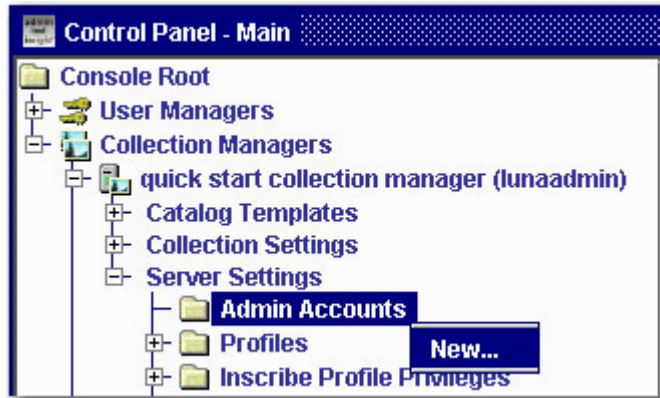 Control Panel - Main
Console Root
User Managers
Collection Managers
quick start collection manager (lunaadmin)
Catalog Templates
Collection Settings
Server Settings
Admin Accounts
Profiles
New...
Inscribe Profile Privileges